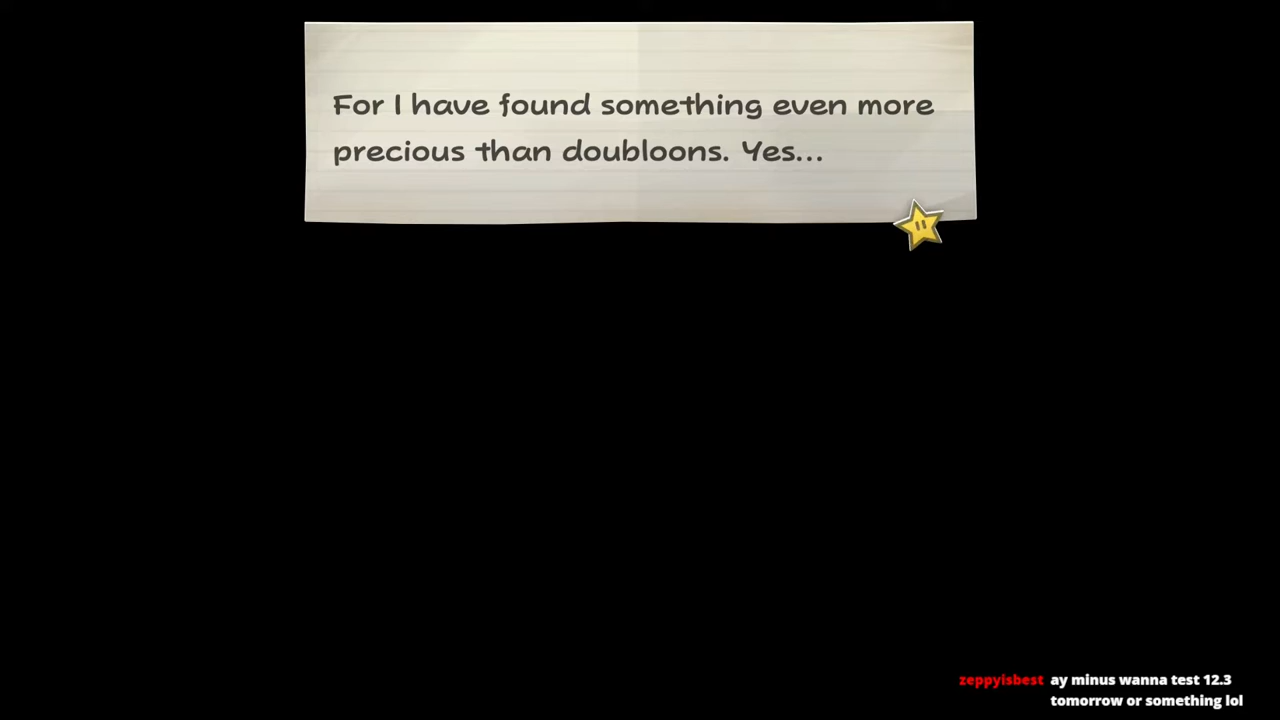 For I have found something even more
precious than doubloons. Yes...
zeppyisbest ay minus wanna test 12.3
tomorrow or something lol